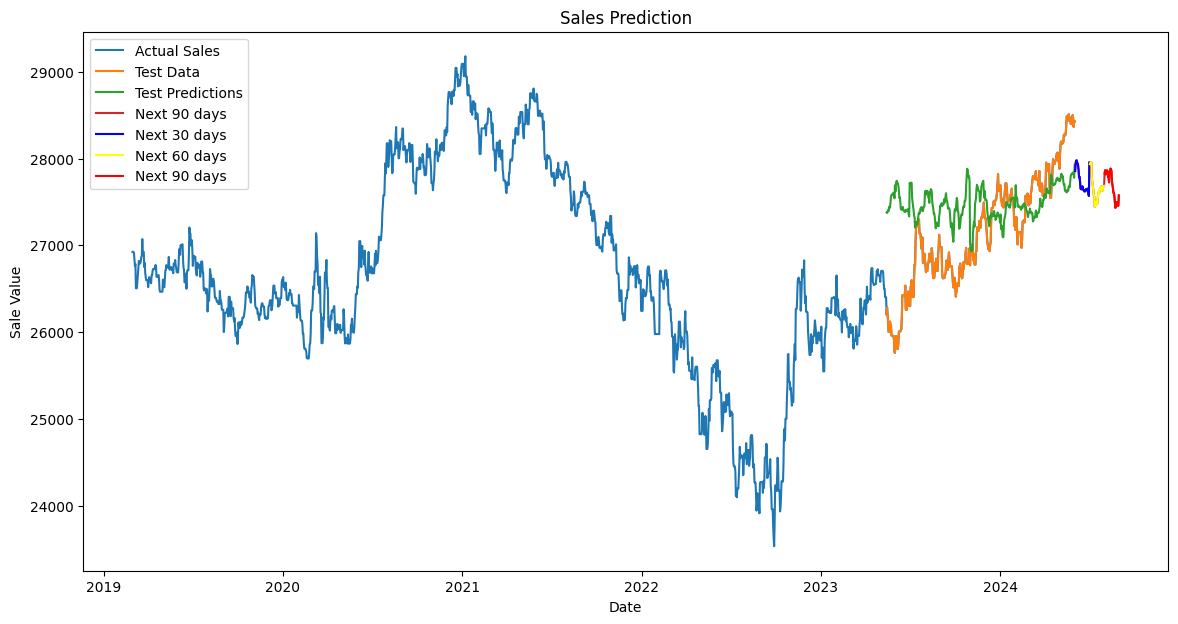 Sales Prediction
Actual Sales
Test Data
Test Predictions
Next 90 days
Next 30 days
Next 60 days
Next 90 days
Sale Value
29000
28000
27000
26000
25000
24000
2019
2020
2021
2022
2023
2024
Date